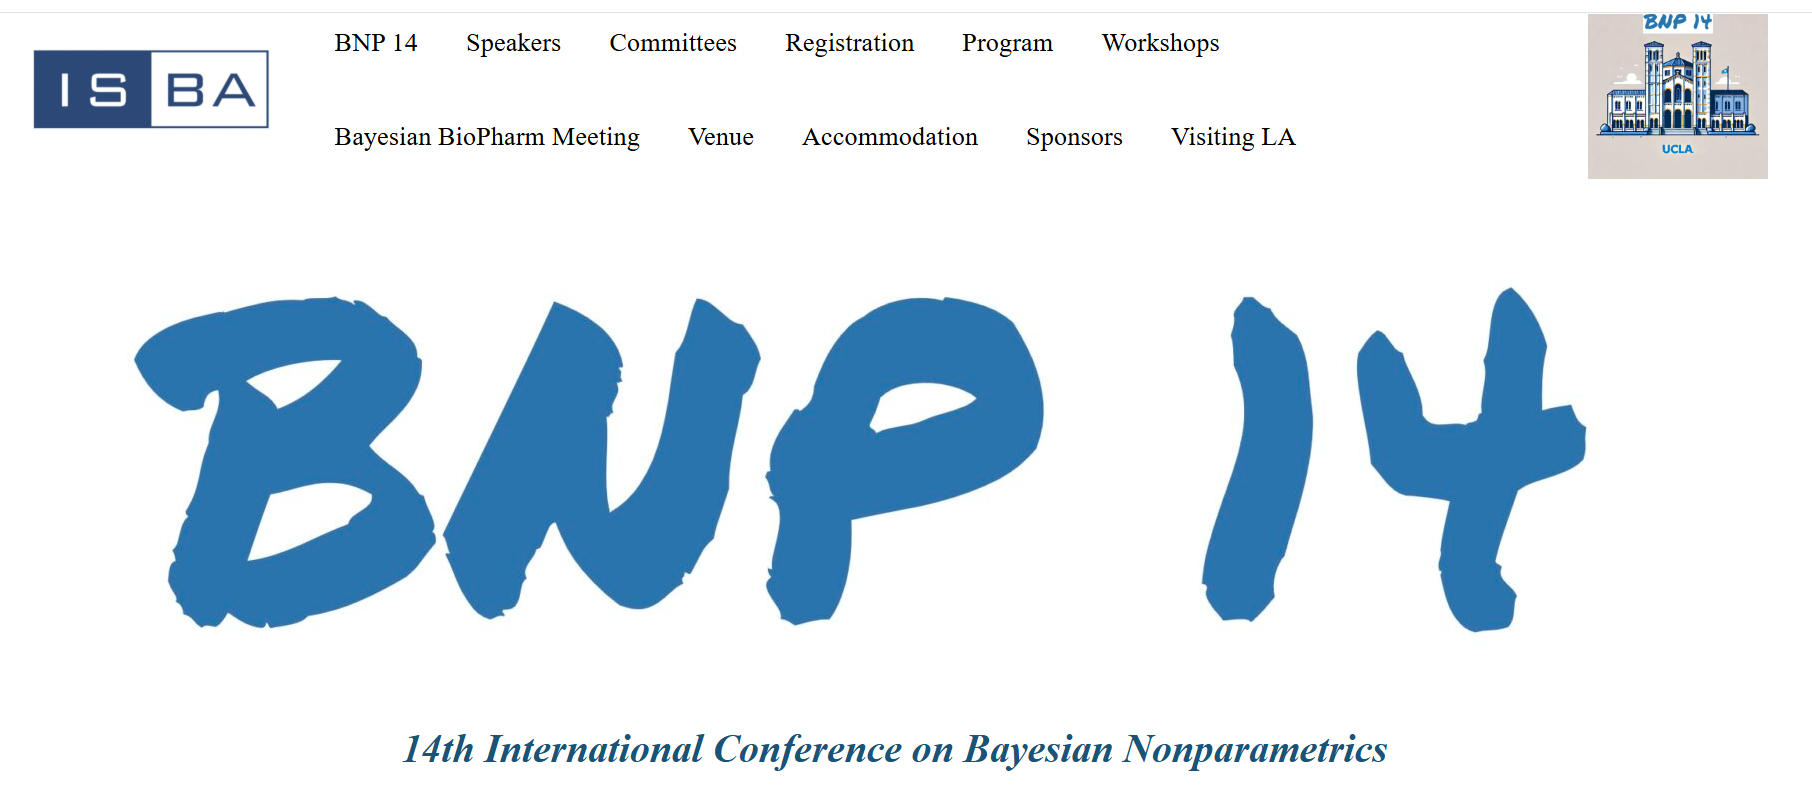 BNP 14 Speakers Committees Registration Program Workshops
ISBA
Bayesian BioPharm Meeting Venue Accommodation Sponsors Visiting LA
BNP 14
UCLA
BNP 14
14th International Conference on Bayesian Nonparametrics